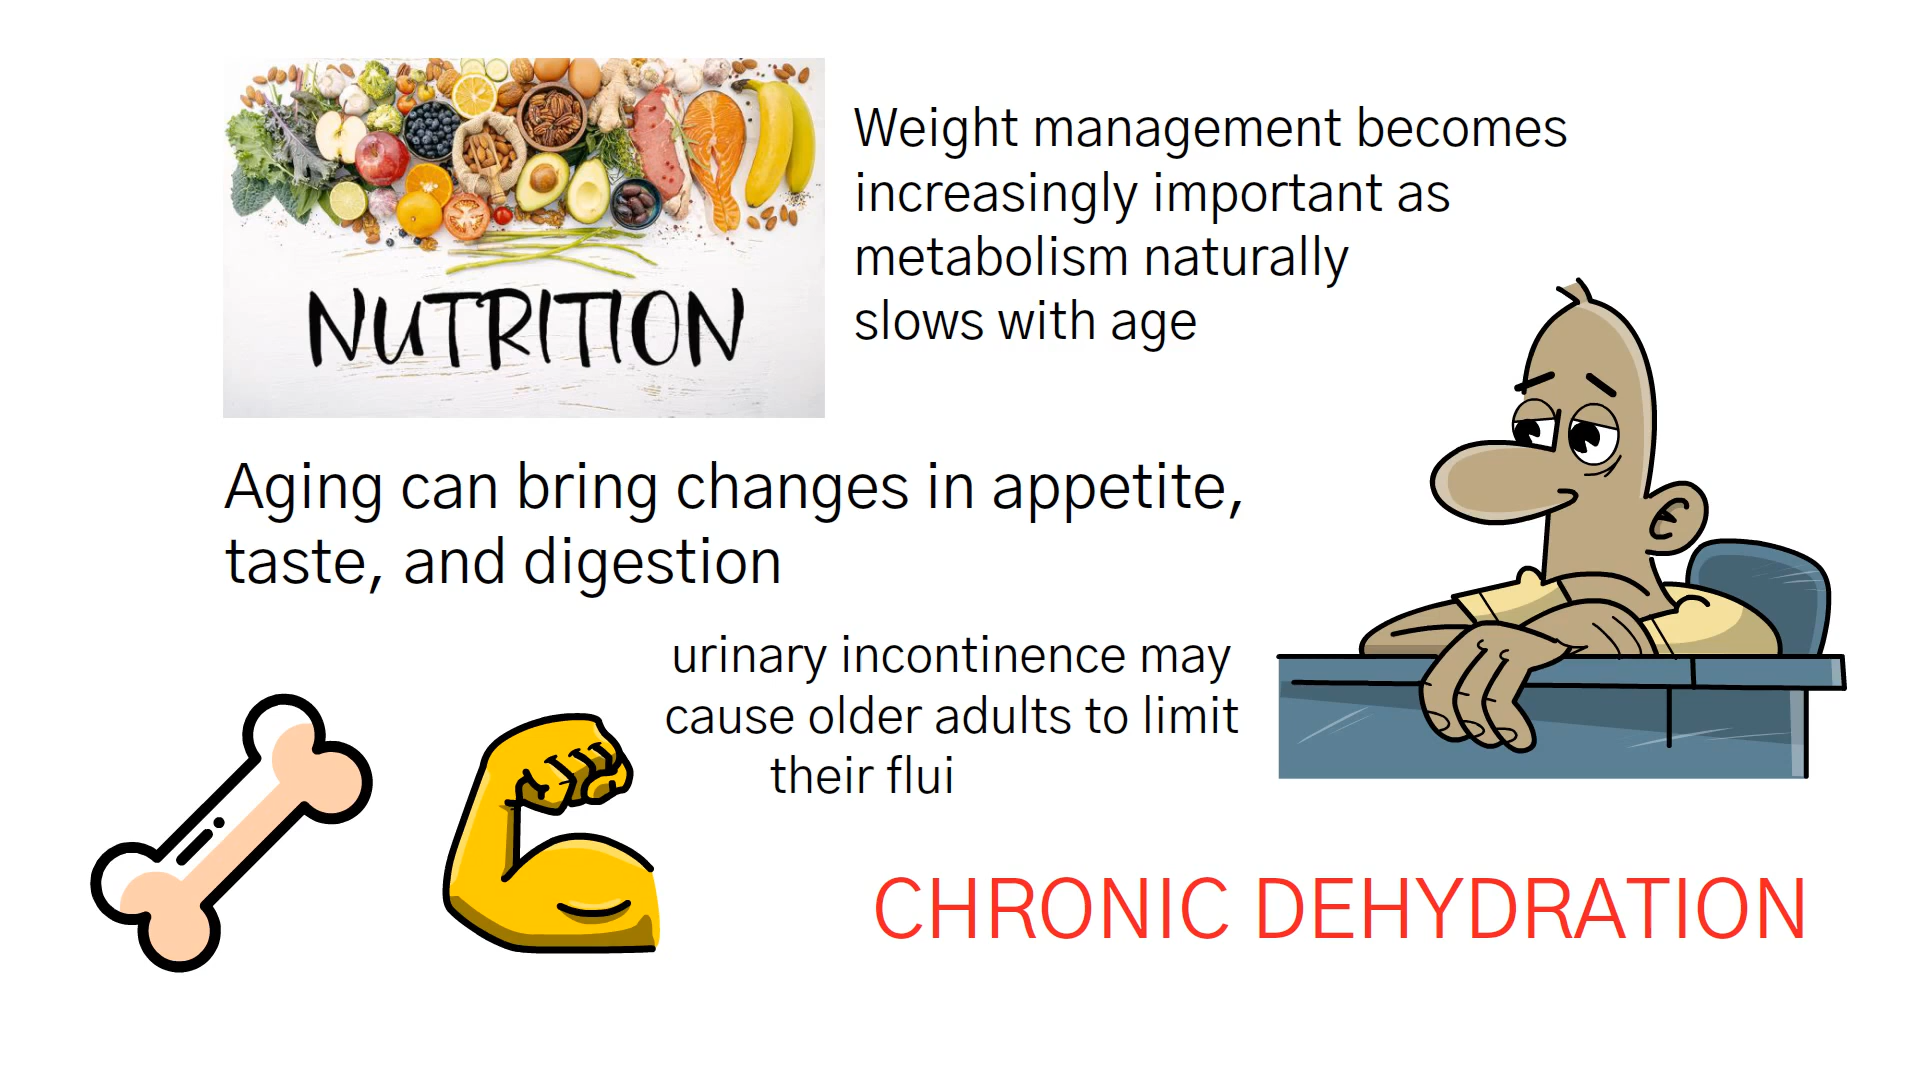 NUTRITION
Weight management becomes
increasingly important as
metabolism naturally
slows with age
Aging can bring changes in appetite,
taste, and digestion
urinary incontinence may
cause older adults to limit
their flui
CHRONIC DEHYDRATION